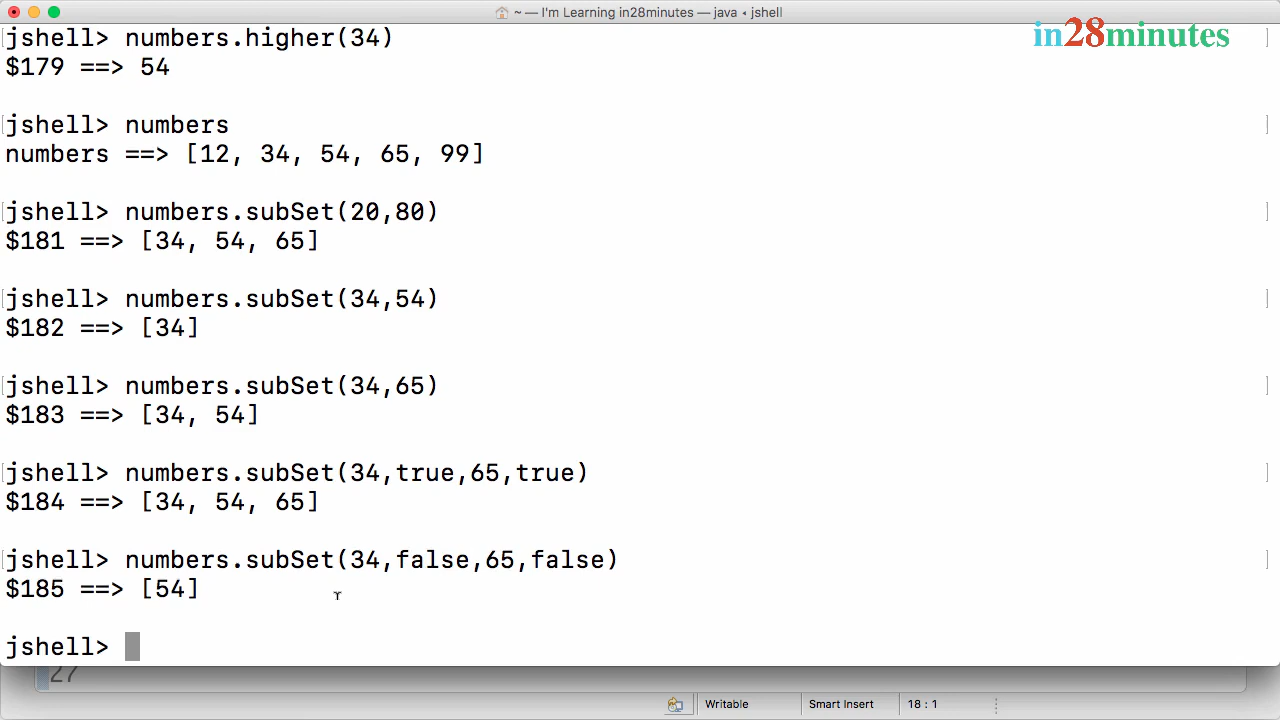 ~ — I'm Learning in28minutes — java ◂ jshell
in28minutes
jshell> numbers.higher(34)
$179 ==> 54
jshell> numbers
numbers ==> [12, 34, 54, 65, 99]
jshell> numbers.subSet(20,80)
$181 ==> [34, 54, 65]
jshell> numbers.subSet(34,54)
$182 ==> [34]
jshell> numbers.subSet(34,65)
$183 ==> [34, 54]
jshell> numbers.subSet(34,true,65,true)
$184 ==> [34, 54, 65]
jshell> numbers.subSet(34,false,65,false)
$185 ==> [54]
jshell>
27
Writable Smart Insert 18 : 1